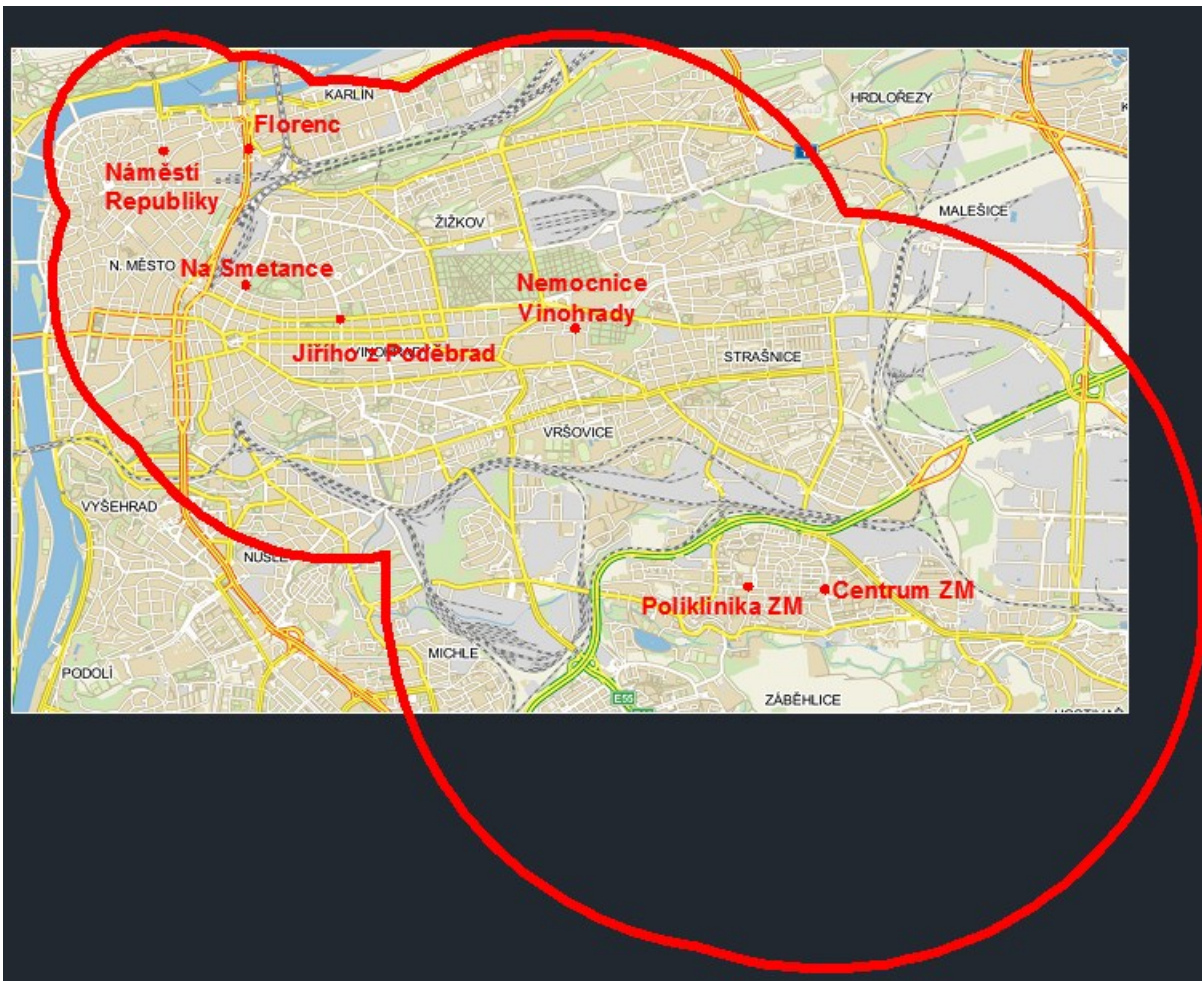 KARLÍN
HRDLOŘEZY
Florenc
Náměstí
Republiky
ŽIŽKOV
MALEŠICE
N. MĚSTO
Na Smetance
Nemocnice
Vinohrady
Jiřího z Poděbrad
STRAŠNICE
VRŠOVICE
VYŠEHRAD
NUSLE
Poliklinika ZM
Centrum ZM
MICHLE
PODOLÍ
E55
ZÁBĚHLICE